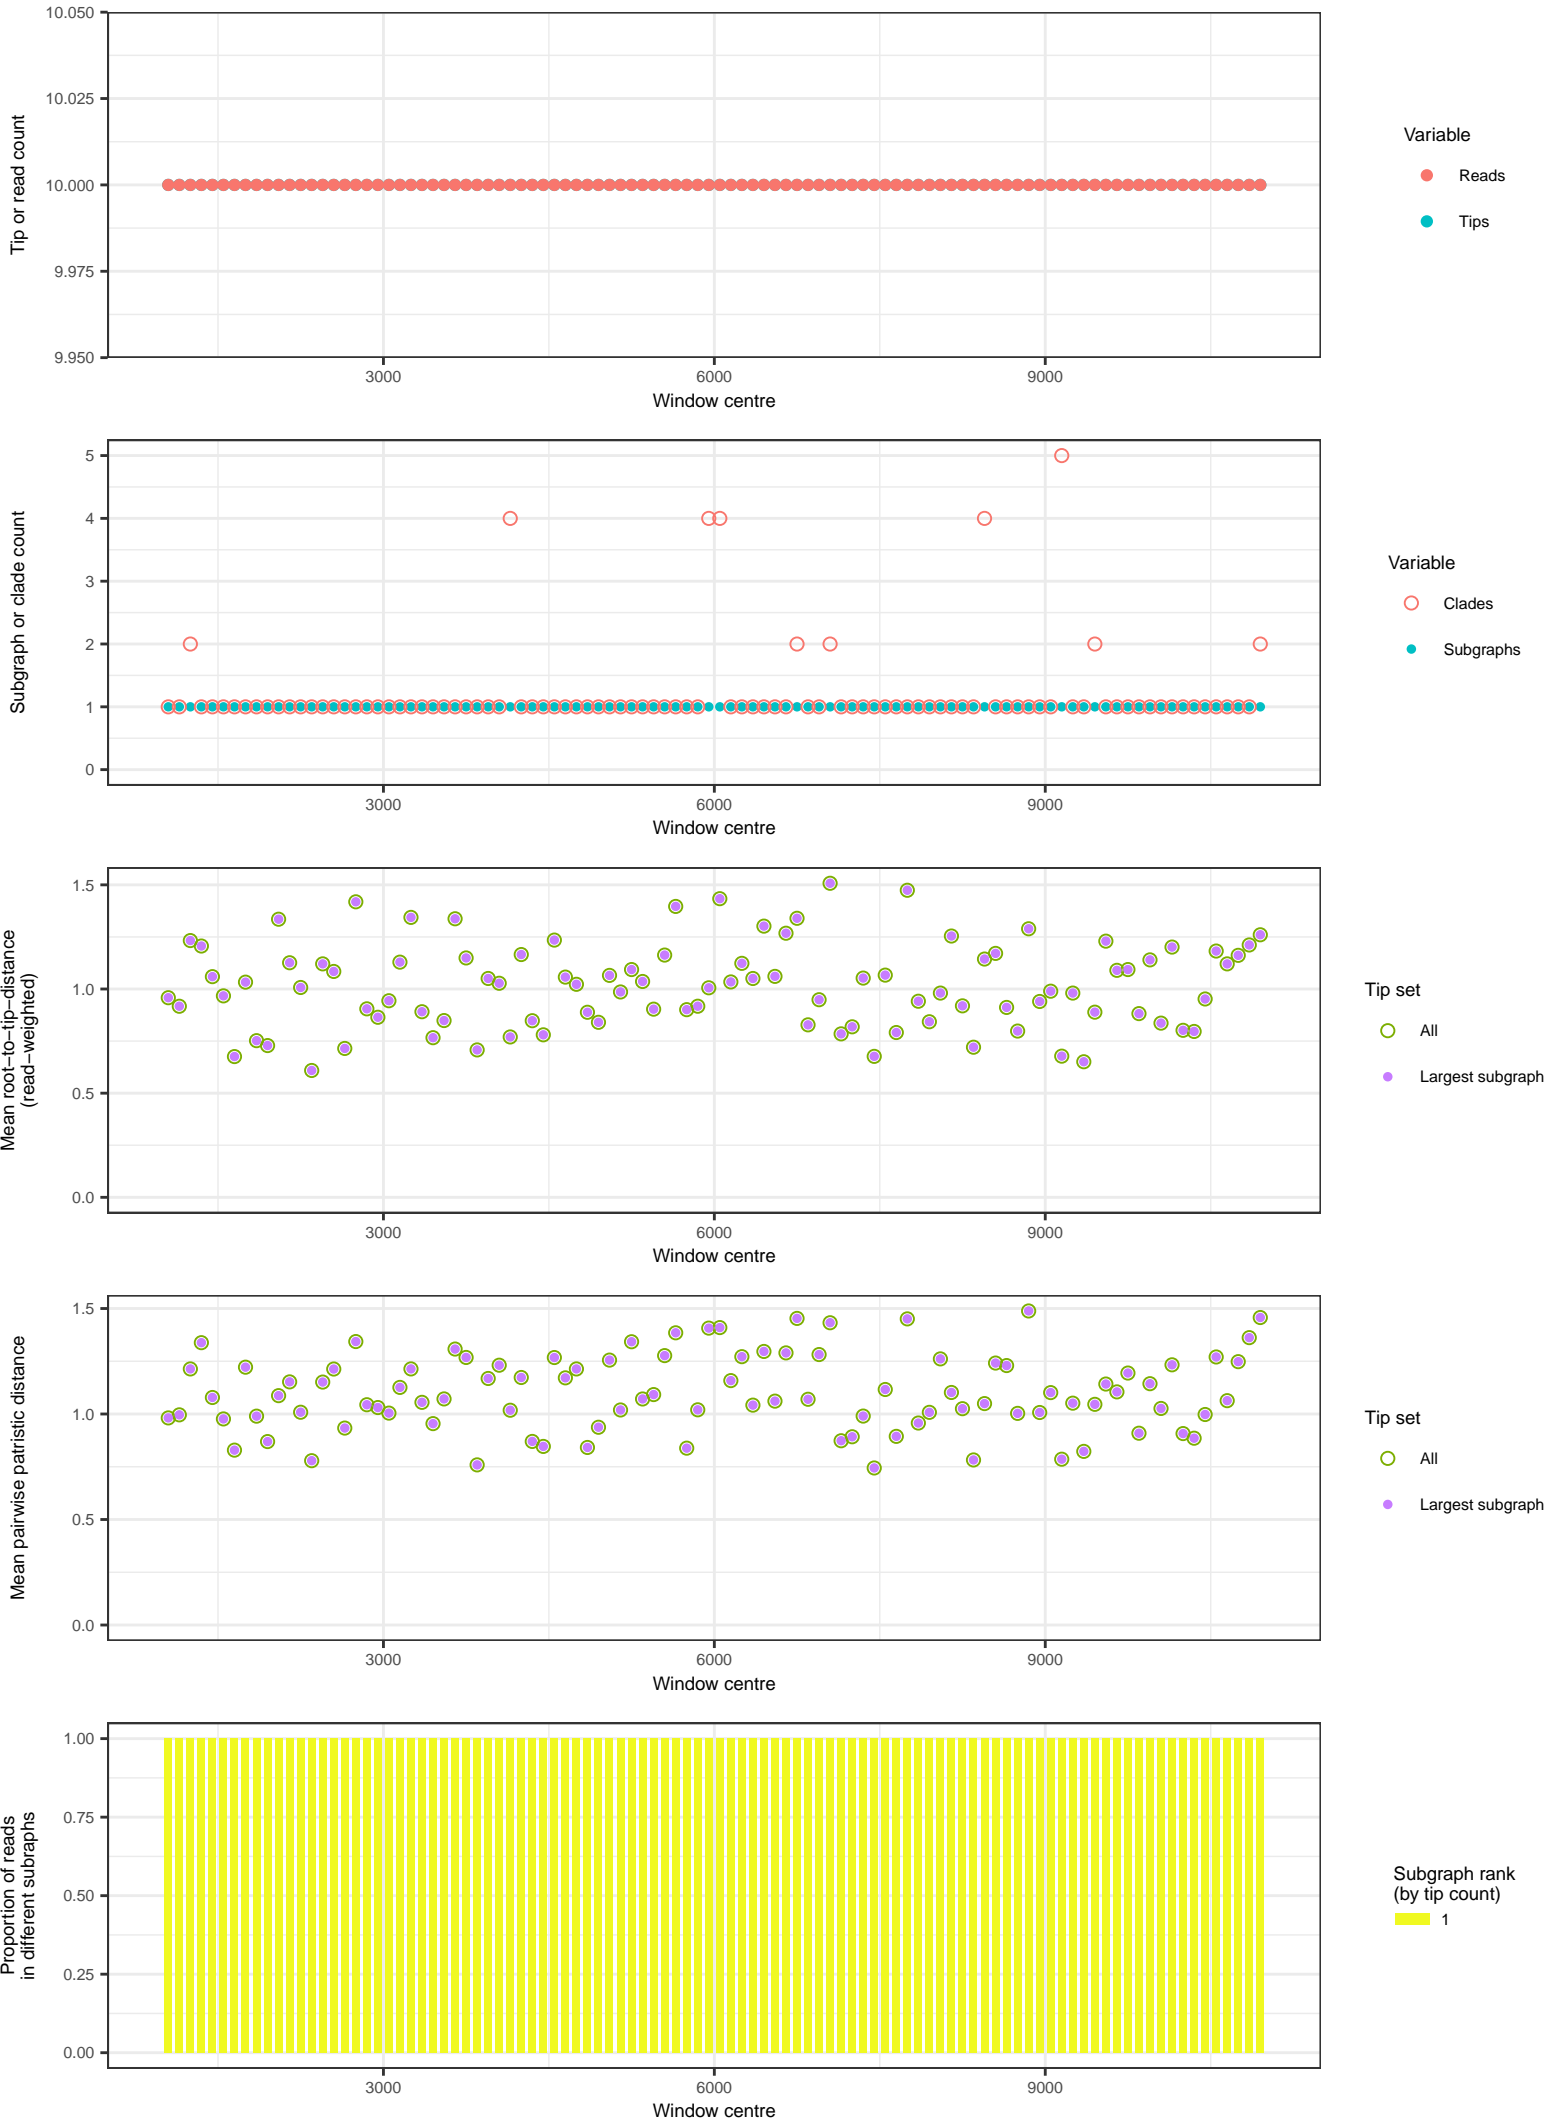 10.050
10.025
10.000
9.975
9.950
Tip or read count
3000 6000 9000
Window centre
Variable
Reads
Tips
5
4
3
2
1
0
Subgraph or clade count
3000 6000 9000
Window centre
Variable
Clades
Subgraphs
1.5
1.0
0.5
0.0
Mean root−to−tip−distance
(read−weighted)
3000 6000 9000
Window centre
Tip set
All
Largest subgraph
1.5
1.0
0.5
0.0
Mean pairwise patristic distance
3000 6000 9000
Window centre
Tip set
All
Largest subgraph
1.00
0.75
0.50
0.25
0.00
Proportion of reads
in different subraphs
3000 6000 9000
Window centre
Subgraph rank
(by tip count)
1